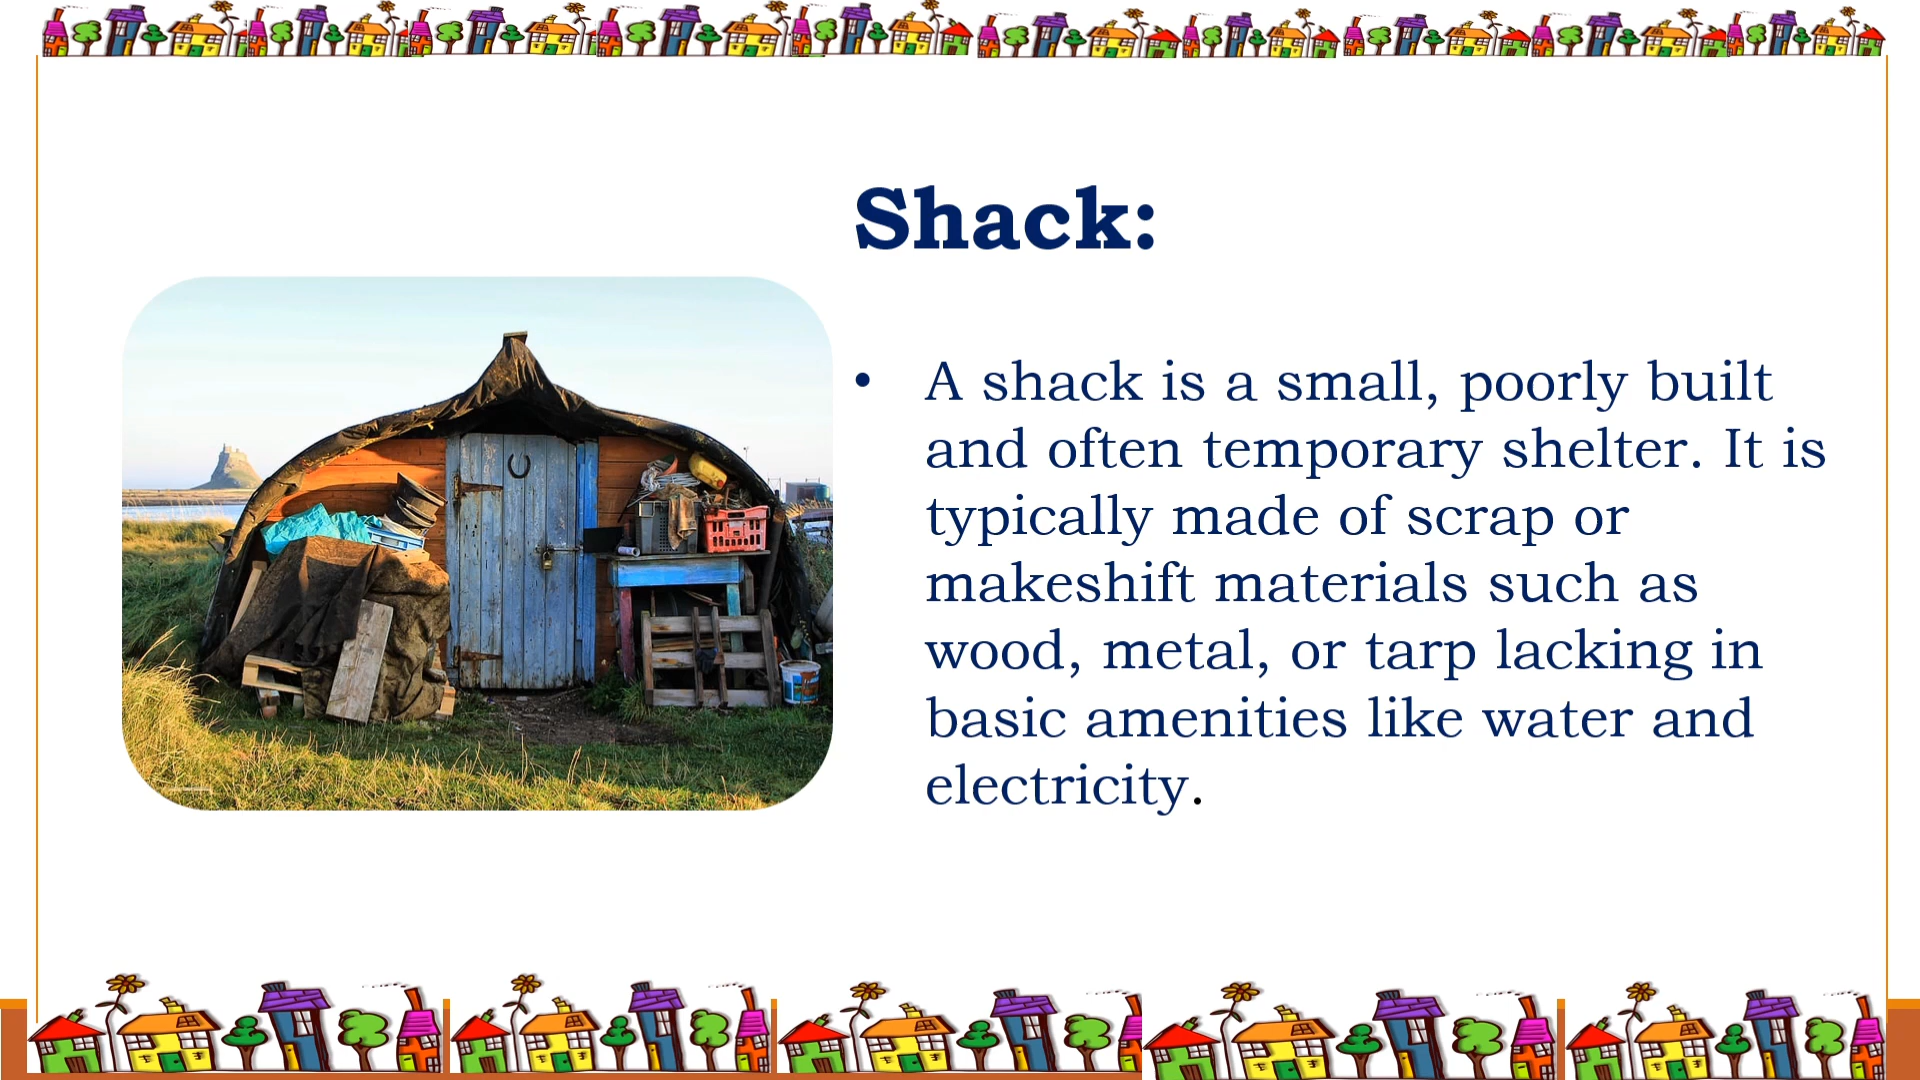 Shack:
• A shack is a small, poorly built
and often temporary shelter. It is
typically made of scrap or
makeshift materials such as
wood, metal, or tarp lacking in
basic amenities like water and
electricity.